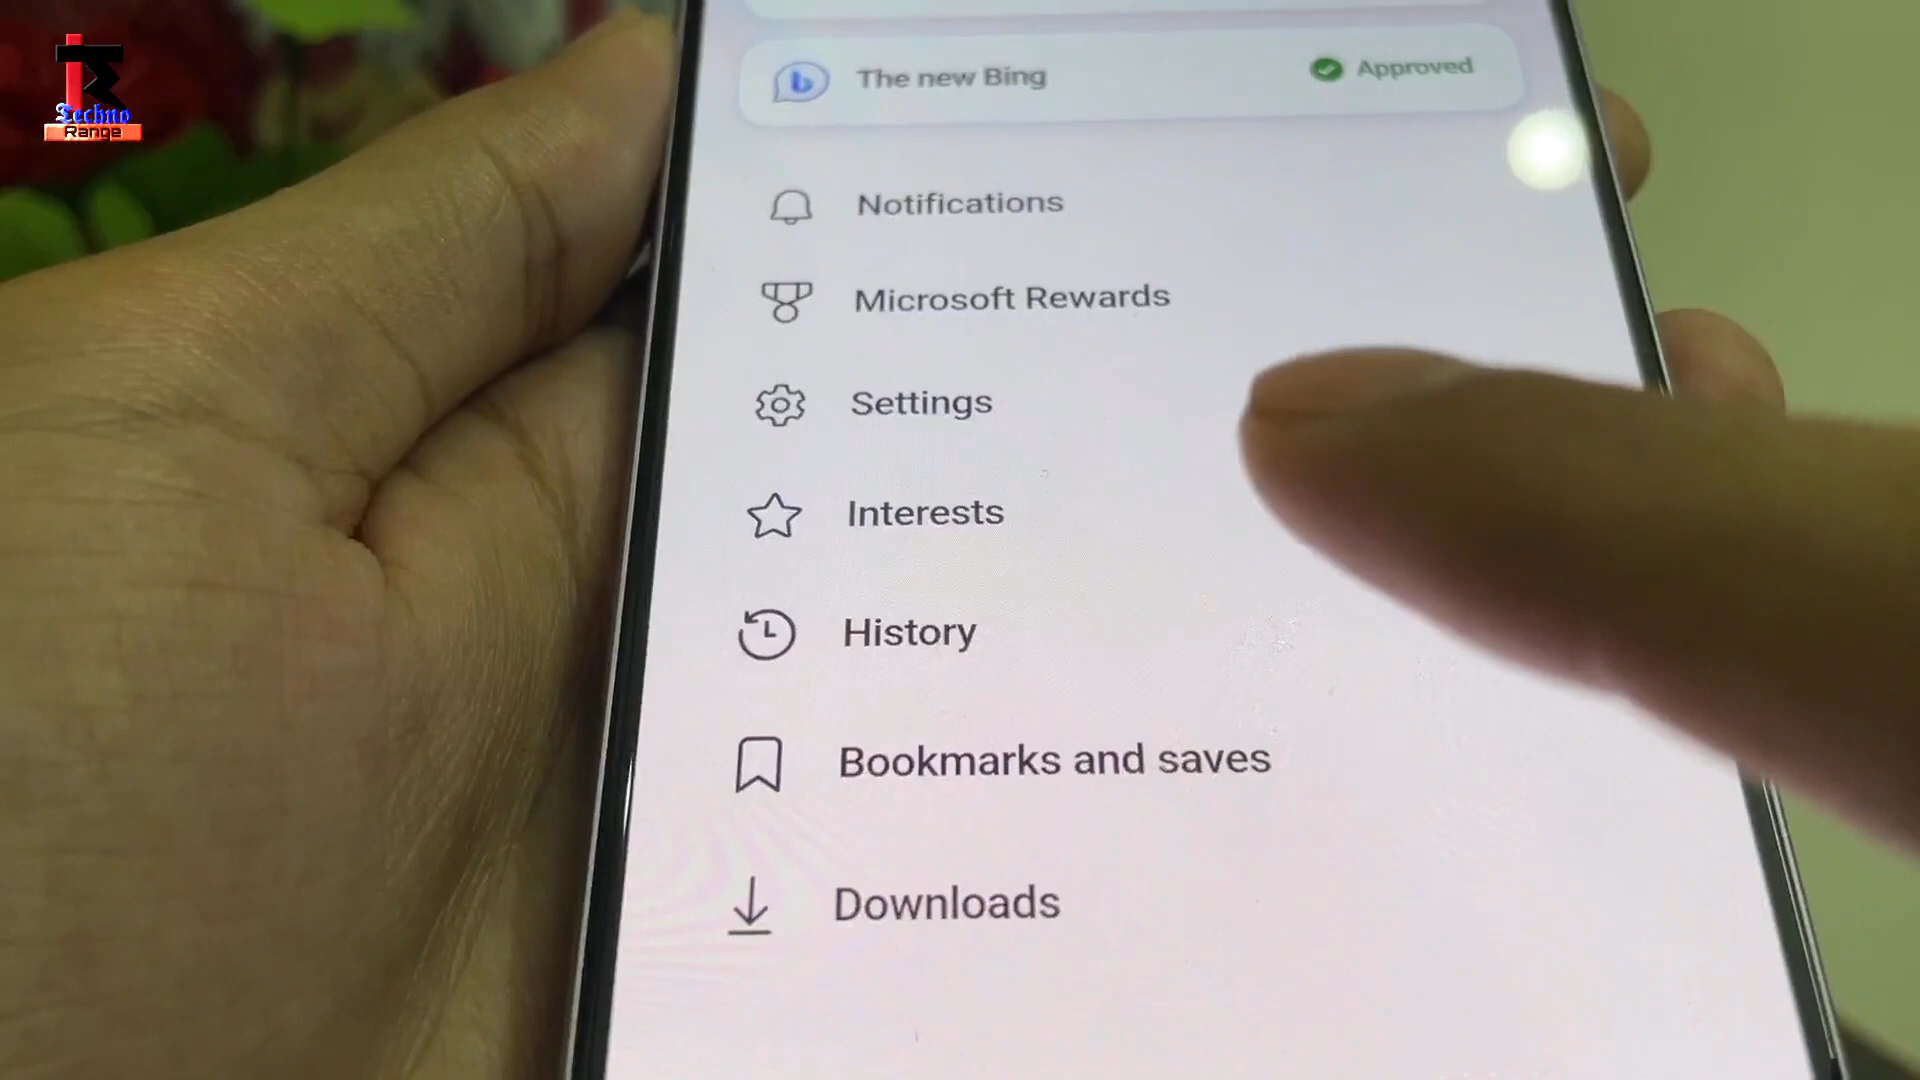 Techno
Range
The new Bing
Approved
Notifications
Microsoft Rewards
Settings
Interests
History
Bookmarks and saves
Downloads